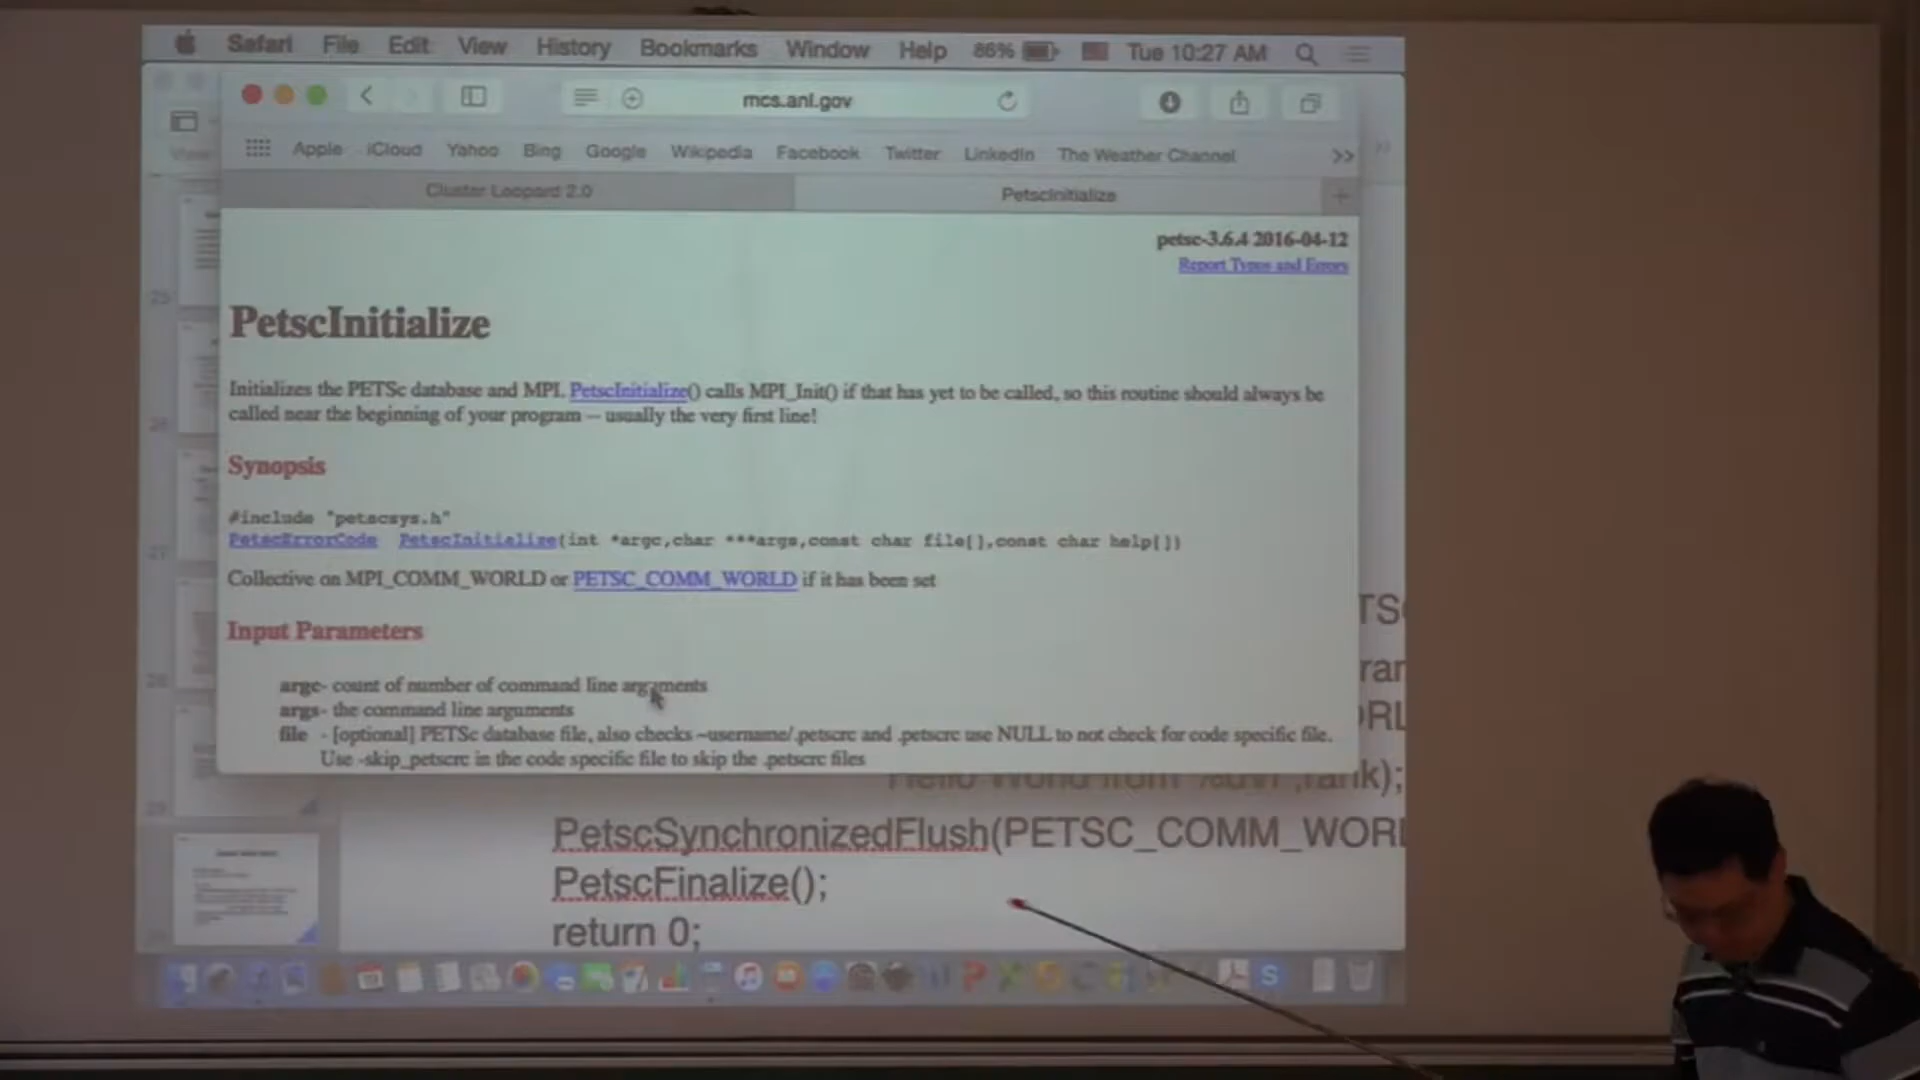 Safari File Edit View History Bookmarks Window Help 86% Tue 10:27 AM
mcs.anl.gov
Apple iCloud Yahoo Bing Google Wikipedia Facebook Twitter LinkedIn The Weather Channel >>
Cluster Leopard 2.0 PetscInitialize +
petsc-3.6.4 2016-04-12
Report Typos and Errors
PetscInitialize
Initializes the PETSc database and MPI. PetscInitialize() calls MPI_Init() if that has yet to be called, so this routine should always be
called near the beginning of your program -- usually the very first line!
Synopsis
#include "petscsys.h"
PetscErrorCode PetscInitialize(int *argc,char ***args,const char file[],const char help[])
Collective on MPI_COMM_WORLD or PETSC_COMM_WORLD if it has been set
Input Parameters
argc- count of number of command line arguments
args- the command line arguments
file - [optional] PETSc database file, also checks ~username/.petscrc and .petscrc use NULL to not check for code specific file.
Use -skip_petscrc in the code specific file to skip the .petscrc files
PetscSynchronizedFlush(PETSC_COMM_WORL
PetscFinalize();
return 0;